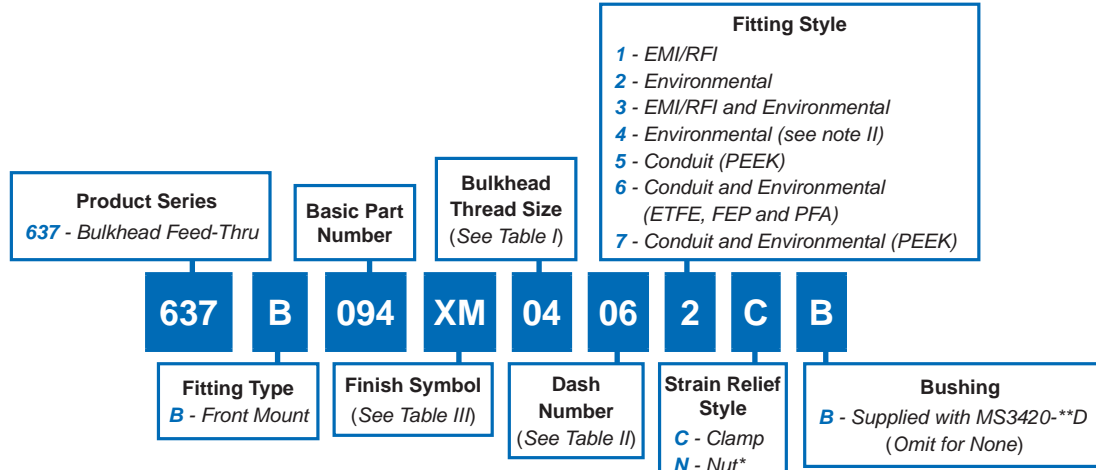 Fitting Style
1 - EMI/RFI
2 - Environmental
3 - EMI/RFI and Environmental
4 - Environmental (see note II)
5 - Conduit (PEEK)
6 - Conduit and Environmental
(ETFE, FEP and PFA)
7 - Conduit and Environmental (PEEK)
Product Series
637 - Bulkhead Feed-Thru
Basic Part
Number
Bulkhead
Thread Size
(See Table I)
637 B 094 XM 04 06 2 C B
Fitting Type
B - Front Mount
Finish Symbol
(See Table III)
Dash
Number
(See Table II)
Strain Relief
Style
C - Clamp
N - Nut*
Bushing
B - Supplied with MS3420-**D
(Omit for None)